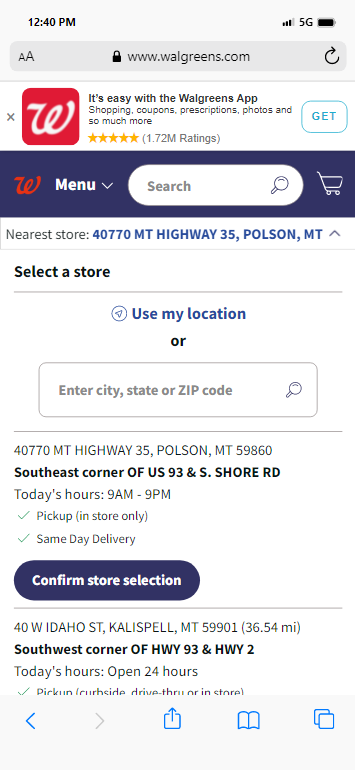 12:40 PM
5G
AA
www.walgreens.com
It's easy with the Walgreens App
Shopping, coupons, prescriptions, photos and
so much more
(1.72M Ratings)
GET
Menu
Search
Nearest store: 40770 MT HIGHWAY 35, POLSON, MT
Select a store
Use my location
or
Enter city, state or ZIP code
40770 MT HIGHWAY 35, POLSON, MT 59860
Southeast corner OF US 93 & S. SHORE RD
Today's hours: 9AM - 9PM
Pickup (in store only)
Same Day Delivery
Confirm store selection
40 W IDAHO ST, KALISPELL, MT 59901 (36.54 mi)
Southwest corner OF HWY 93 & HWY 2
Today's hours: Open 24 hours
Pickup (curbside, drive-thru or in store)